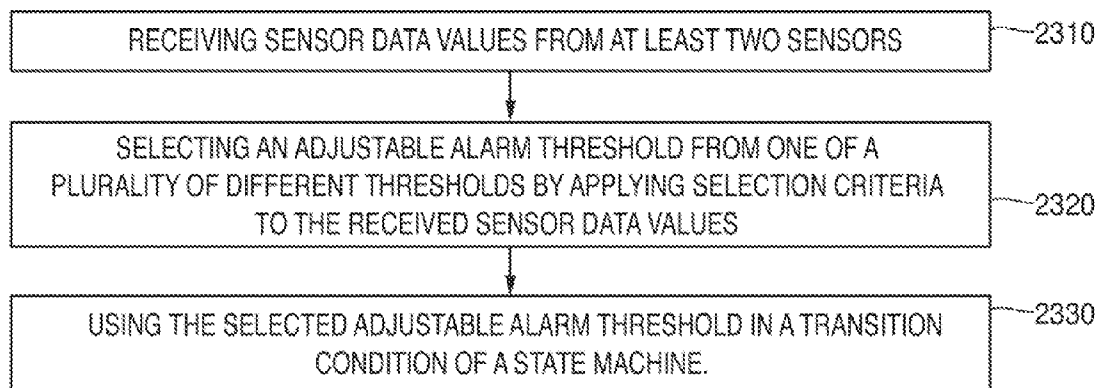 RECEIVING SENSOR DATA VALUES FROM AT LEAST TWO SENSORS
2310
SELECTING AN ADJUSTABLE ALARM THRESHOLD FROM ONE OF A
PLURALITY OF DIFFERENT THRESHOLDS BY APPLYING SELECTION CRITERIA
TO THE RECEIVED SENSOR DATA VALUES
2320
USING THE SELECTED ADJUSTABLE ALARM THRESHOLD IN A TRANSITION
CONDITION OF A STATE MACHINE.
2330